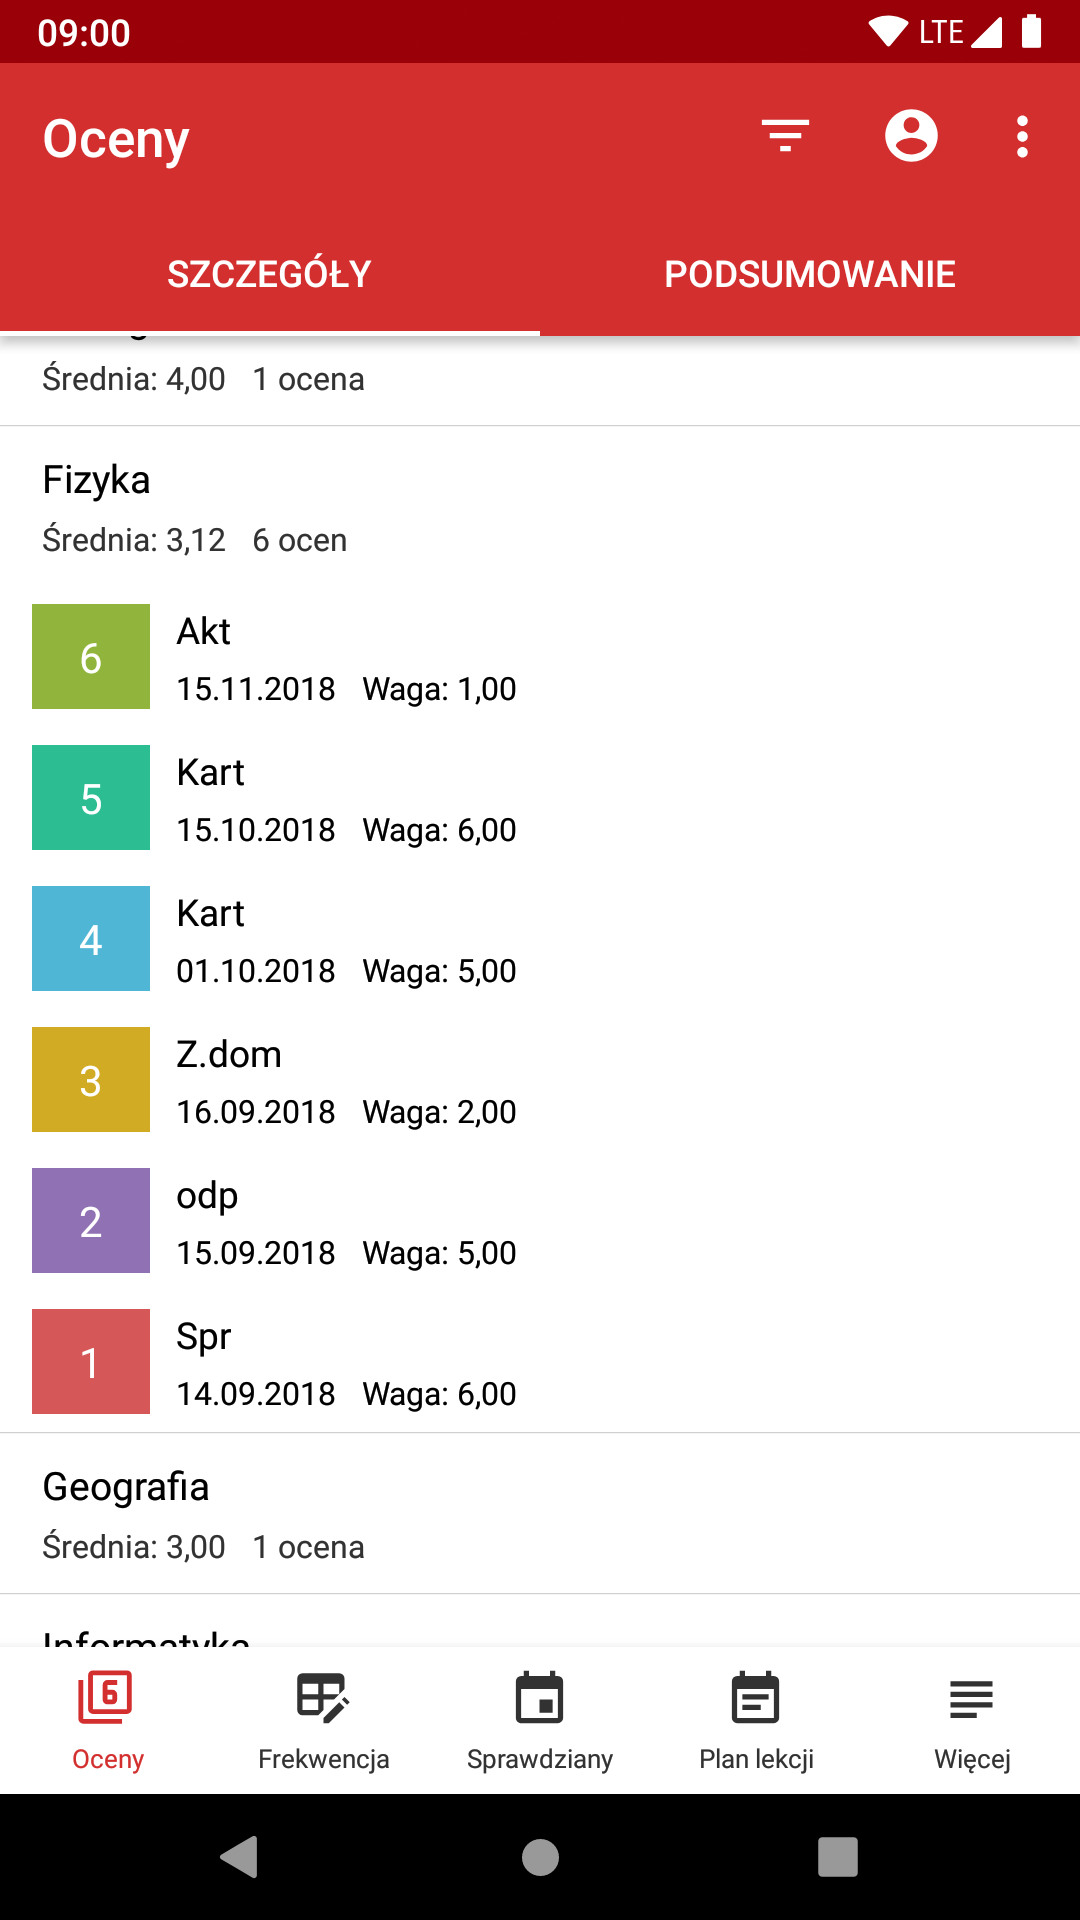 09:00 LTE
Oceny
SZCZEGÓŁY PODSUMOWANIE
Średnia: 4,00 1 ocena
Fizyka
Średnia: 3,12 6 ocen
6 Akt
15.11.2018 Waga: 1,00
5 Kart
15.10.2018 Waga: 6,00
4 Kart
01.10.2018 Waga: 5,00
3 Z.dom
16.09.2018 Waga: 2,00
2 odp
15.09.2018 Waga: 5,00
1 Spr
14.09.2018 Waga: 6,00
Geografia
Średnia: 3,00 1 ocena
Informatyka
6
Oceny Frekwencja Sprawdziany Plan lekcji Więcej